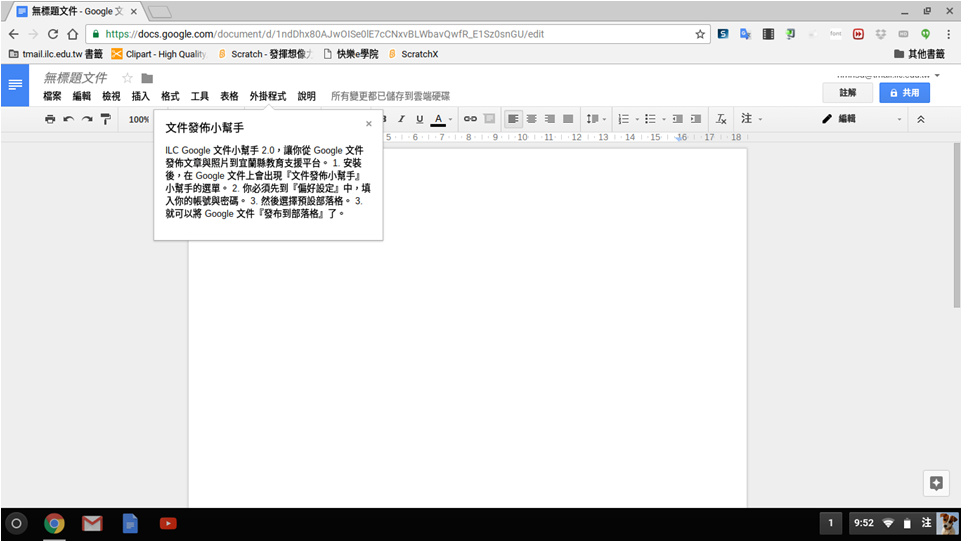 無標題文件 - Google 文
https://docs.google.com/document/d/1ndDhx80AJwOISe0lE7cCNxvBLWbavQwfR_E1Sz0snGU/edit
tmail.ilc.edu.tw 書籤 Clipart - High Quality Scratch - 發揮想像力 快樂e學院 ScratchX 其他書籤
無標題文件
檔案 編輯 檢視 插入 格式 工具 表格 外掛程式 說明 所有變更都已儲存到雲端硬碟
註解 共用
100% B I U A 注 編輯
5 6 7 8 9 10 11 12 13 14 15 16 17 18
文件發佈小幫手 ×
ILC Google 文件小幫手 2.0，讓你從 Google 文件
發佈文章與照片到宜蘭縣教育支援平台。 1. 安裝
後，在 Google 文件上會出現『文件發佈小幫手』
小幫手的選單。 2. 你必須先到『偏好設定』中，填
入你的帳號與密碼。 3. 然後選擇預設部落格。 3.
就可以將 Google 文件『發布到部落格』了。
1 9:52 注